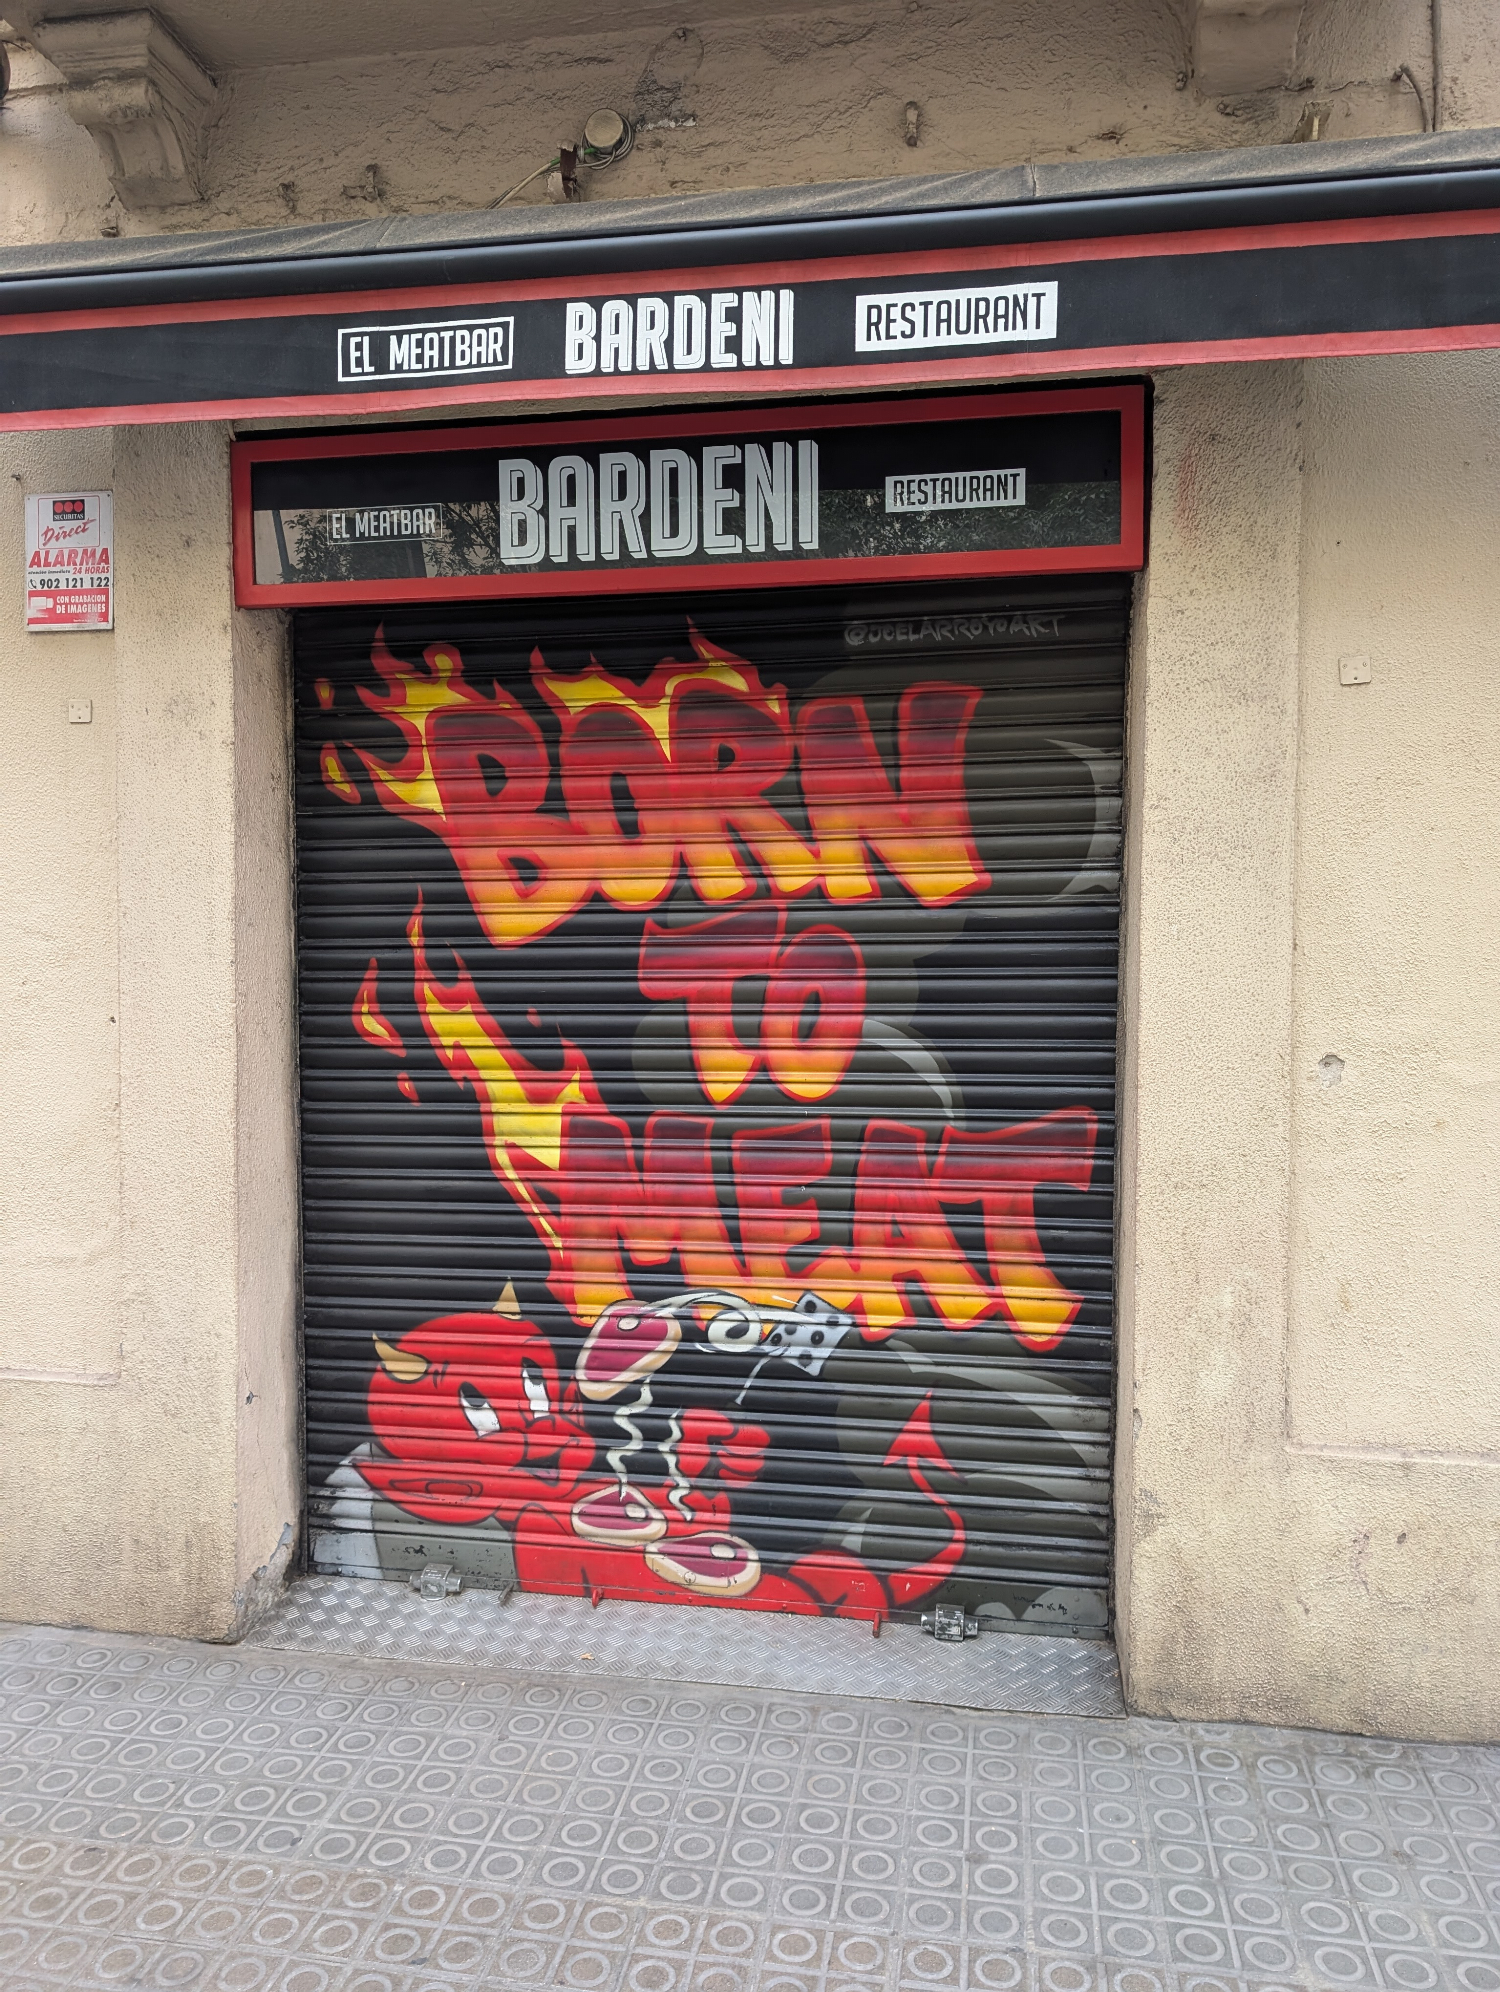 EL MEATBAR BARDENI RESTAURANT
EL MEATBAR BARDENI RESTAURANT
SECURITAS
Direct
ALARMA
24 HORAS
902 121 122
CON GRABACION
DE IMAGENES
BORN
TO
MEAT